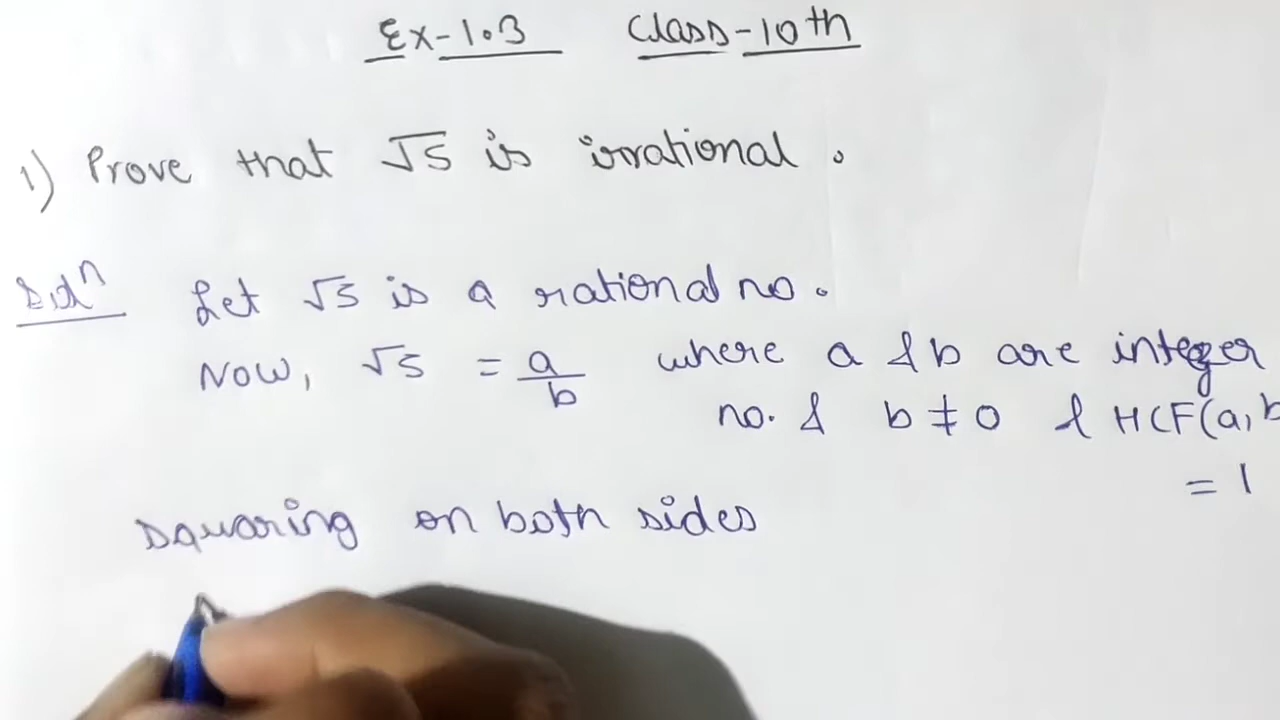 Ex-1.3 Class-10th
1) Prove that √5 is irrational.
Solⁿ Let √5 is a rational no.
Now, √5 = a/b where a & b are integer
no. & b ≠ 0 & HCF(a, b
= 1
Squaring on both sides